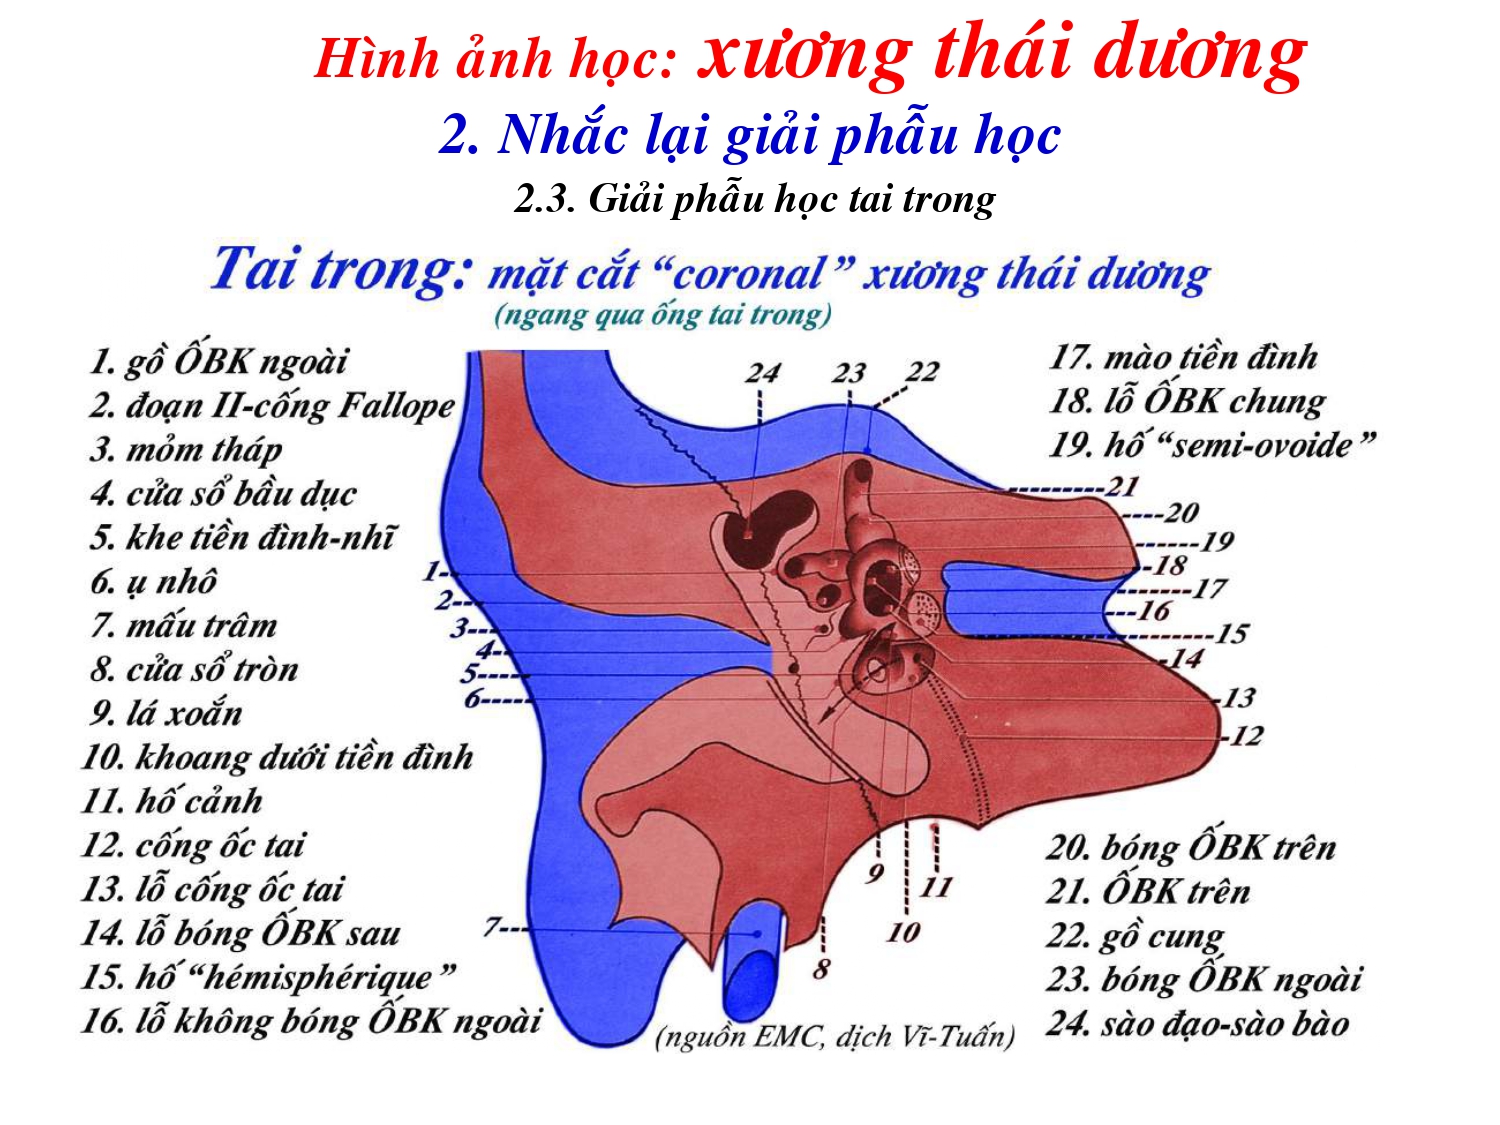 Hình ảnh học: xương thái dương
2. Nhắc lại giải phẫu học
2.3. Giải phẫu học tai trong
Tai trong: mặt cắt “coronal” xương thái dương
(ngang qua ống tai trong)
1. gồ ỐBK ngoài
2. đoạn II-cống Fallope
3. mỏm tháp
4. cửa sổ bầu dục
5. khe tiền đình-nhĩ
6. ụ nhô
7. mấu trâm
8. cửa sổ tròn
9. lá xoắn
10. khoang dưới tiền đình
11. hố cảnh
12. cống ốc tai
13. lỗ cống ốc tai
14. lỗ bóng ỐBK sau
15. hố “hémisphérique”
16. lỗ không bóng ỐBK ngoài
24
23
22
1
2
3
4
5
6
7
8
9
10
11
21
20
19
18
17
16
15
14
13
12
17. mào tiền đình
18. lỗ ỐBK chung
19. hố “semi-ovoide”
20. bóng ỐBK trên
21. ỐBK trên
22. gồ cung
23. bóng ỐBK ngoài
24. sào đạo-sào bào
(nguồn EMC, dịch Vĩ-Tuấn)